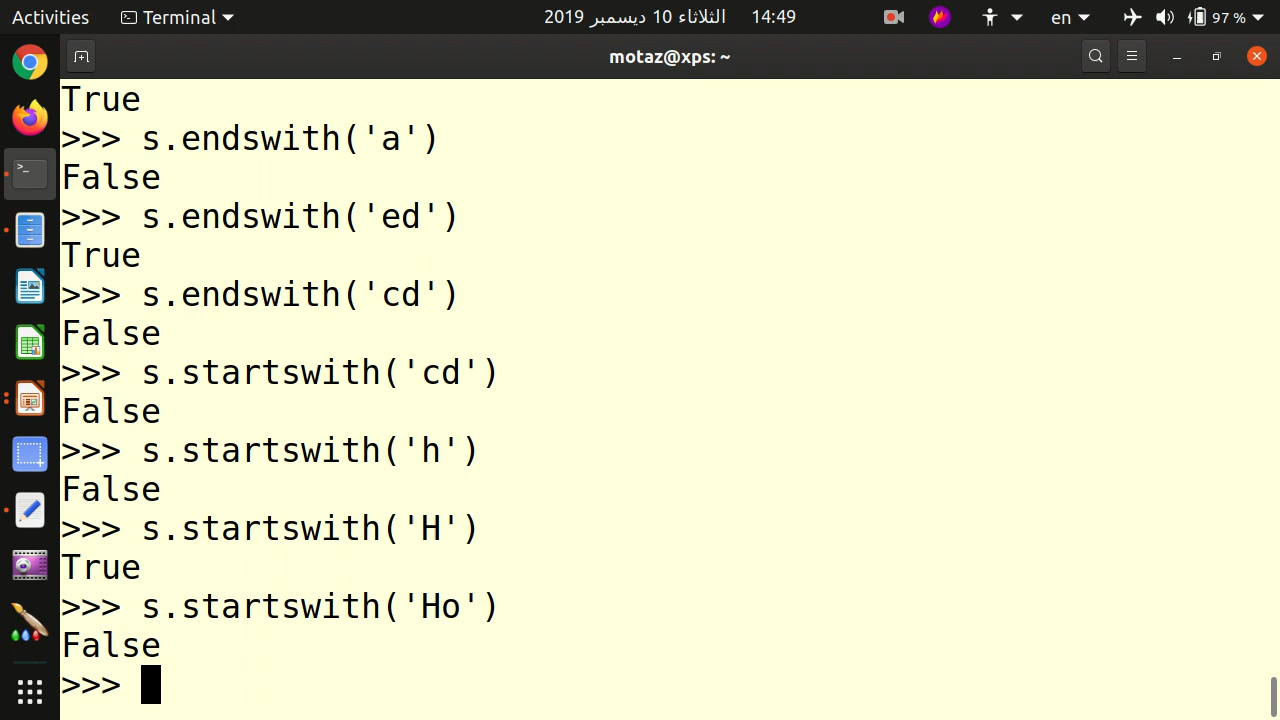 Activities Terminal الثلاثاء 10 ديسمبر 2019 14:49 en 97 %
motaz@xps: ~
True
>>> s.endswith('a')
False
>>> s.endswith('ed')
True
>>> s.endswith('cd')
False
>>> s.startswith('cd')
False
>>> s.startswith('h')
False
>>> s.startswith('H')
True
>>> s.startswith('Ho')
False
>>>